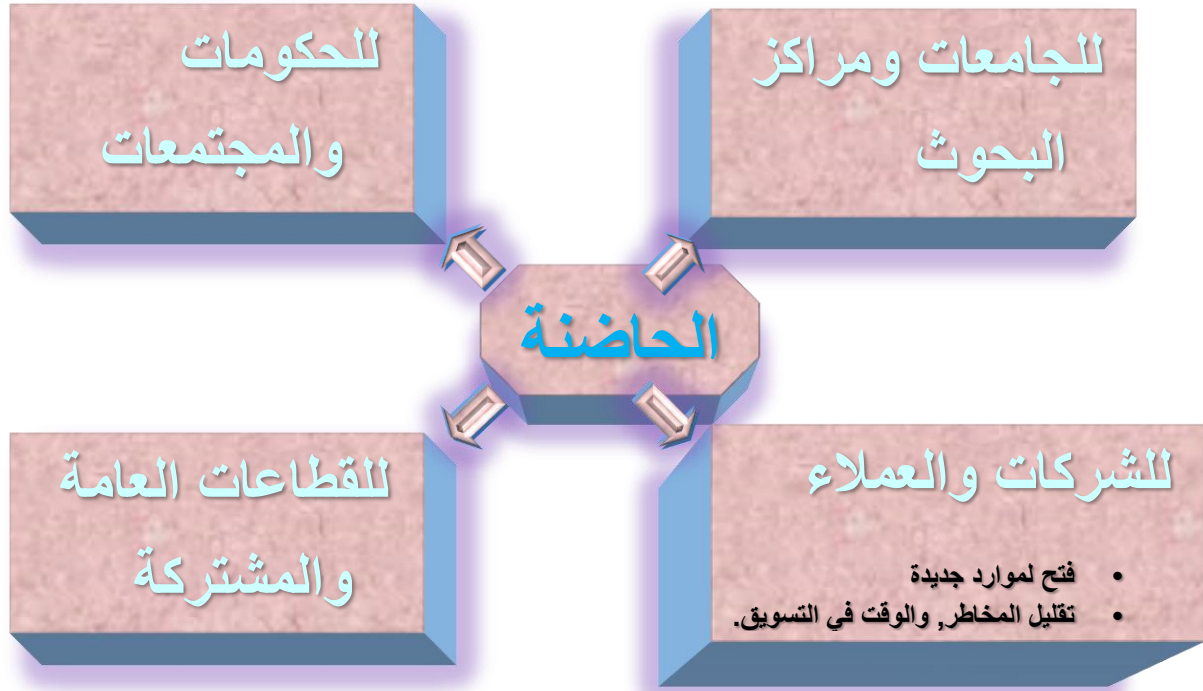 للجامعات ومراكز
البحوث
للحكومات
والمجتمعات
الحاضنة
للشركات والعملاء
• فتح لموارد جديدة
• تقليل المخاطر, والوقت في التسويق.
للقطاعات العامة
والمشتركة